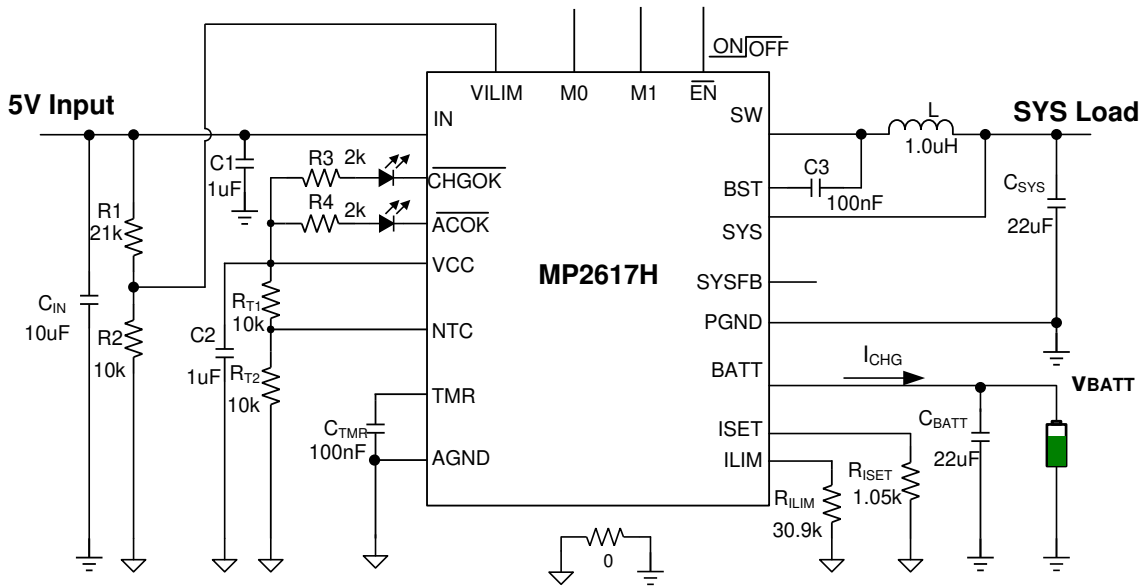 ON OFF
VILIM M0 M1 EN
5V Input
IN
SW
L
1.0uH
SYS Load
C1
1uF
R3 2k
CHGOK
R4 2k
ACOK
BST
C3
100nF
CSYS
22uF
R1
21k
SYS
VCC
MP2617H
SYSFB
CIN
10uF
RT1
10k
R2
10k
C2
1uF
NTC
PGND
RT2
10k
BATT
ICHG
VBATT
TMR
CTMR
100nF
AGND
ISET
ILIM
CBATT
22uF
RISET
1.05k
RILIM
30.9k
0